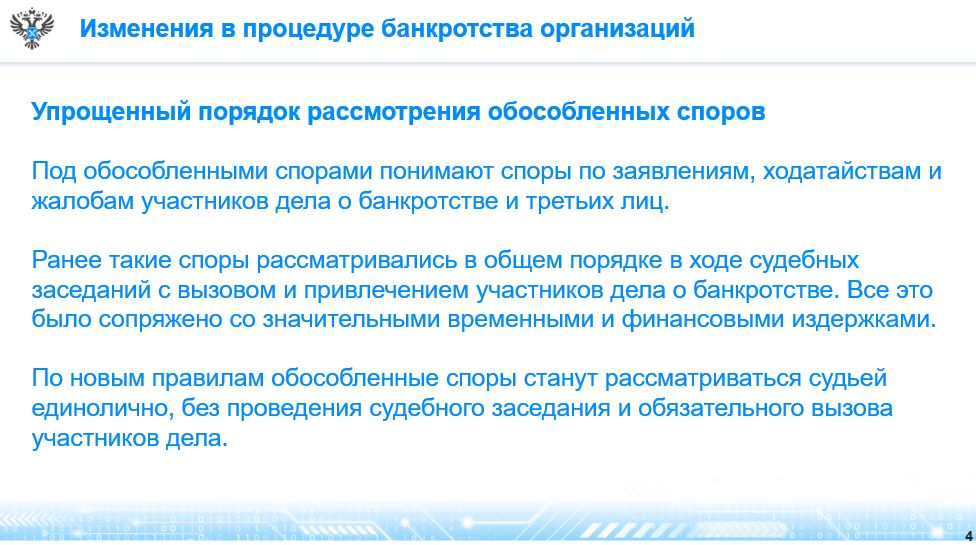 Изменения в процедуре банкротства организаций
Упрощенный порядок рассмотрения обособленных споров
Под обособленными спорами понимают споры по заявлениям, ходатайствам и
жалобам участников дела о банкротстве и третьих лиц.
Ранее такие споры рассматривались в общем порядке в ходе судебных
заседаний с вызовом и привлечением участников дела о банкротстве. Все это
было сопряжено со значительными временными и финансовыми издержками.
По новым правилам обособленные споры станут рассматриваться судьей
единолично, без проведения судебного заседания и обязательного вызова
участников дела.
4